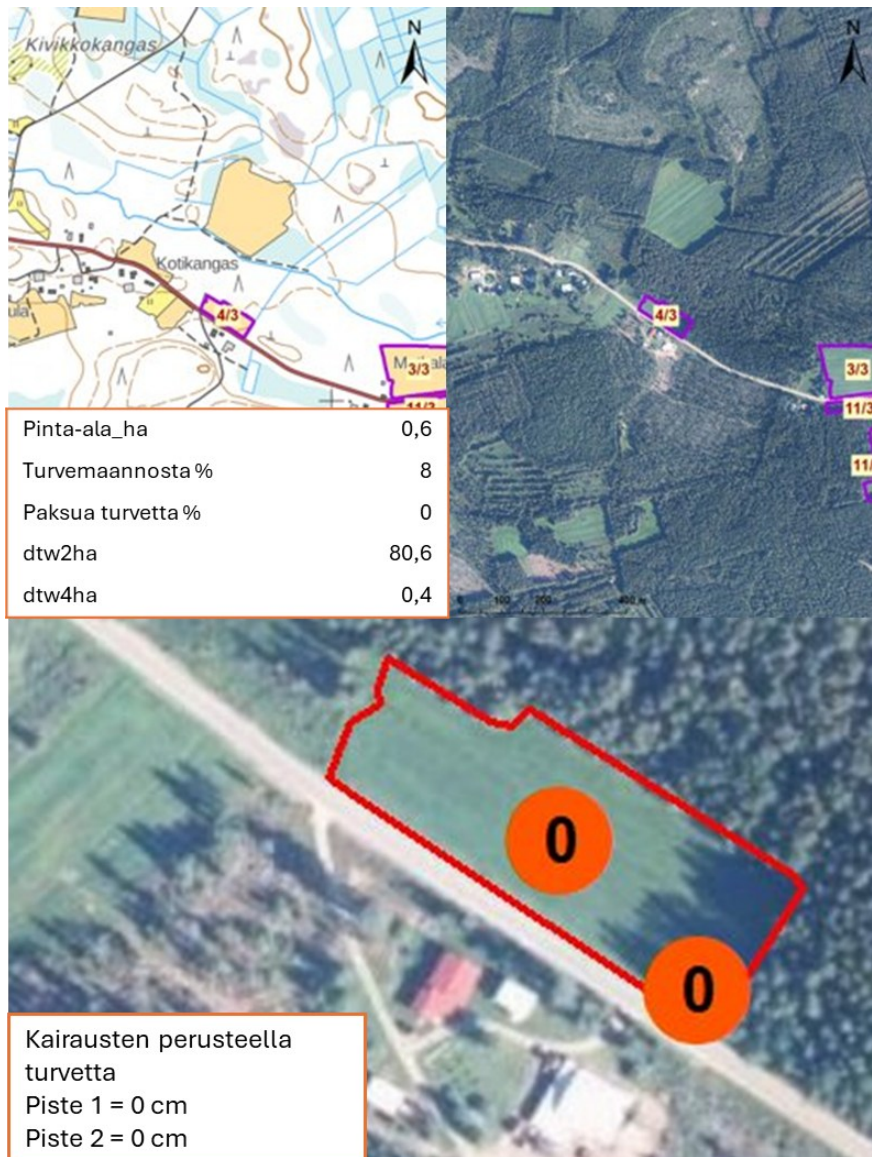 Kivikkokangas
N
N
Kotikangas
4/3
4/3
3/3
3/3
11/3
11/3
Pinta-ala_ha 0,6
Turvemaannosta % 8
Paksua turvetta % 0
dtw2ha 80,6
dtw4ha 0,4
0
0
Kairausten perusteella
turvetta
Piste 1 = 0 cm
Piste 2 = 0 cm